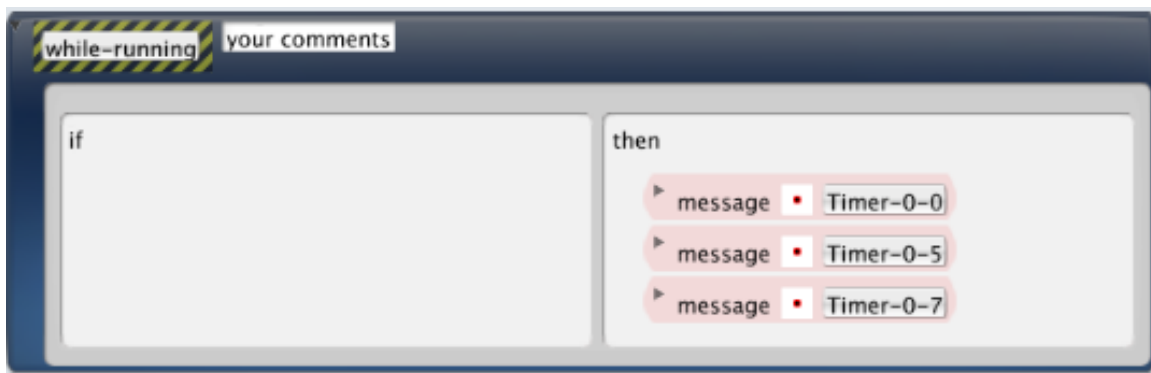 while-running your comments
if
then
message Timer-0-0
message Timer-0-5
message Timer-0-7